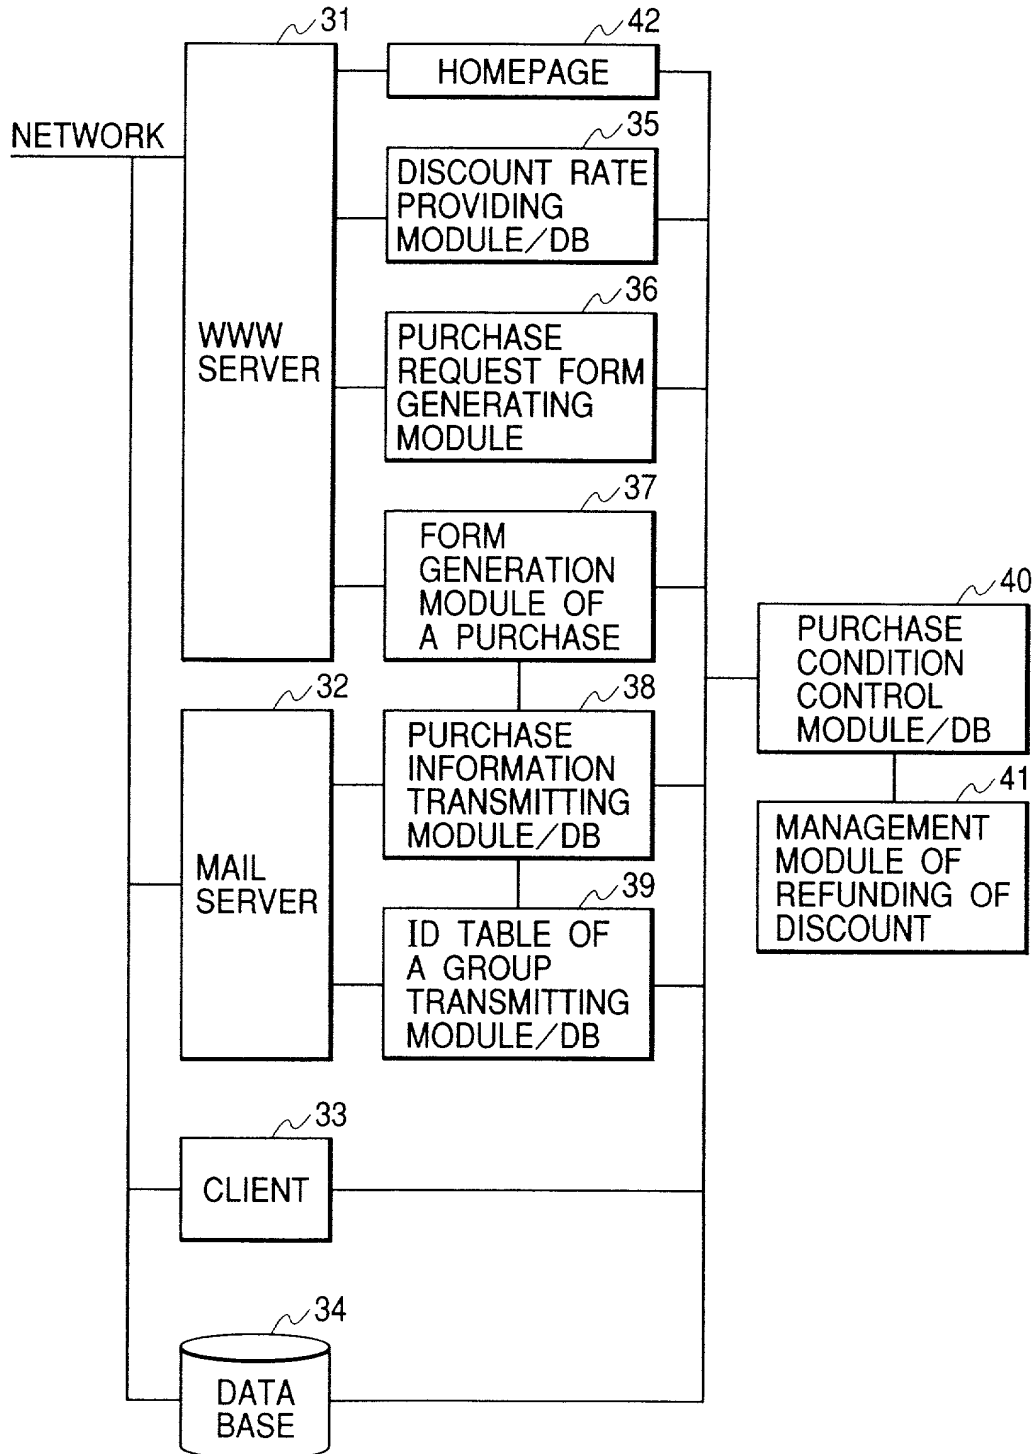 31
42
HOMEPAGE
NETWORK
35
DISCOUNT RATE
PROVIDING
MODULE/DB
36
WWW
SERVER
PURCHASE
REQUEST FORM
GENERATING
MODULE
37
FORM
GENERATION
MODULE OF
A PURCHASE
40
PURCHASE
CONDITION
CONTROL
MODULE/DB
32
38
PURCHASE
INFORMATION
TRANSMITTING
MODULE/DB
41
MANAGEMENT
MODULE OF
REFUNDING OF
DISCOUNT
MAIL
SERVER
39
ID TABLE OF
A GROUP
TRANSMITTING
MODULE/DB
33
CLIENT
34
DATA
BASE